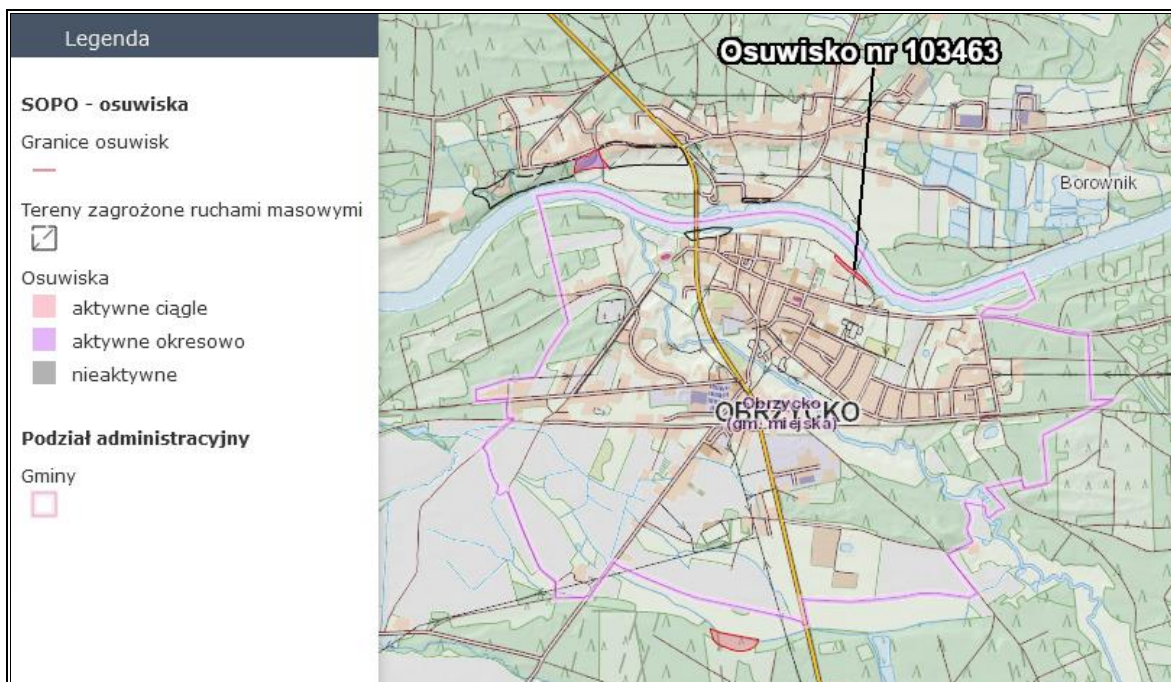 Legenda
SOPO - osuwiska
Granice osuwisk
Tereny zagrożone ruchami masowymi
Osuwiska
aktywne ciągle
aktywne okresowo
nieaktywne
Podział administracyjny
Gminy
Osuwisko nr 103463
Borownik
OBRZYCKO
Obrzycko
(gm. miejska)